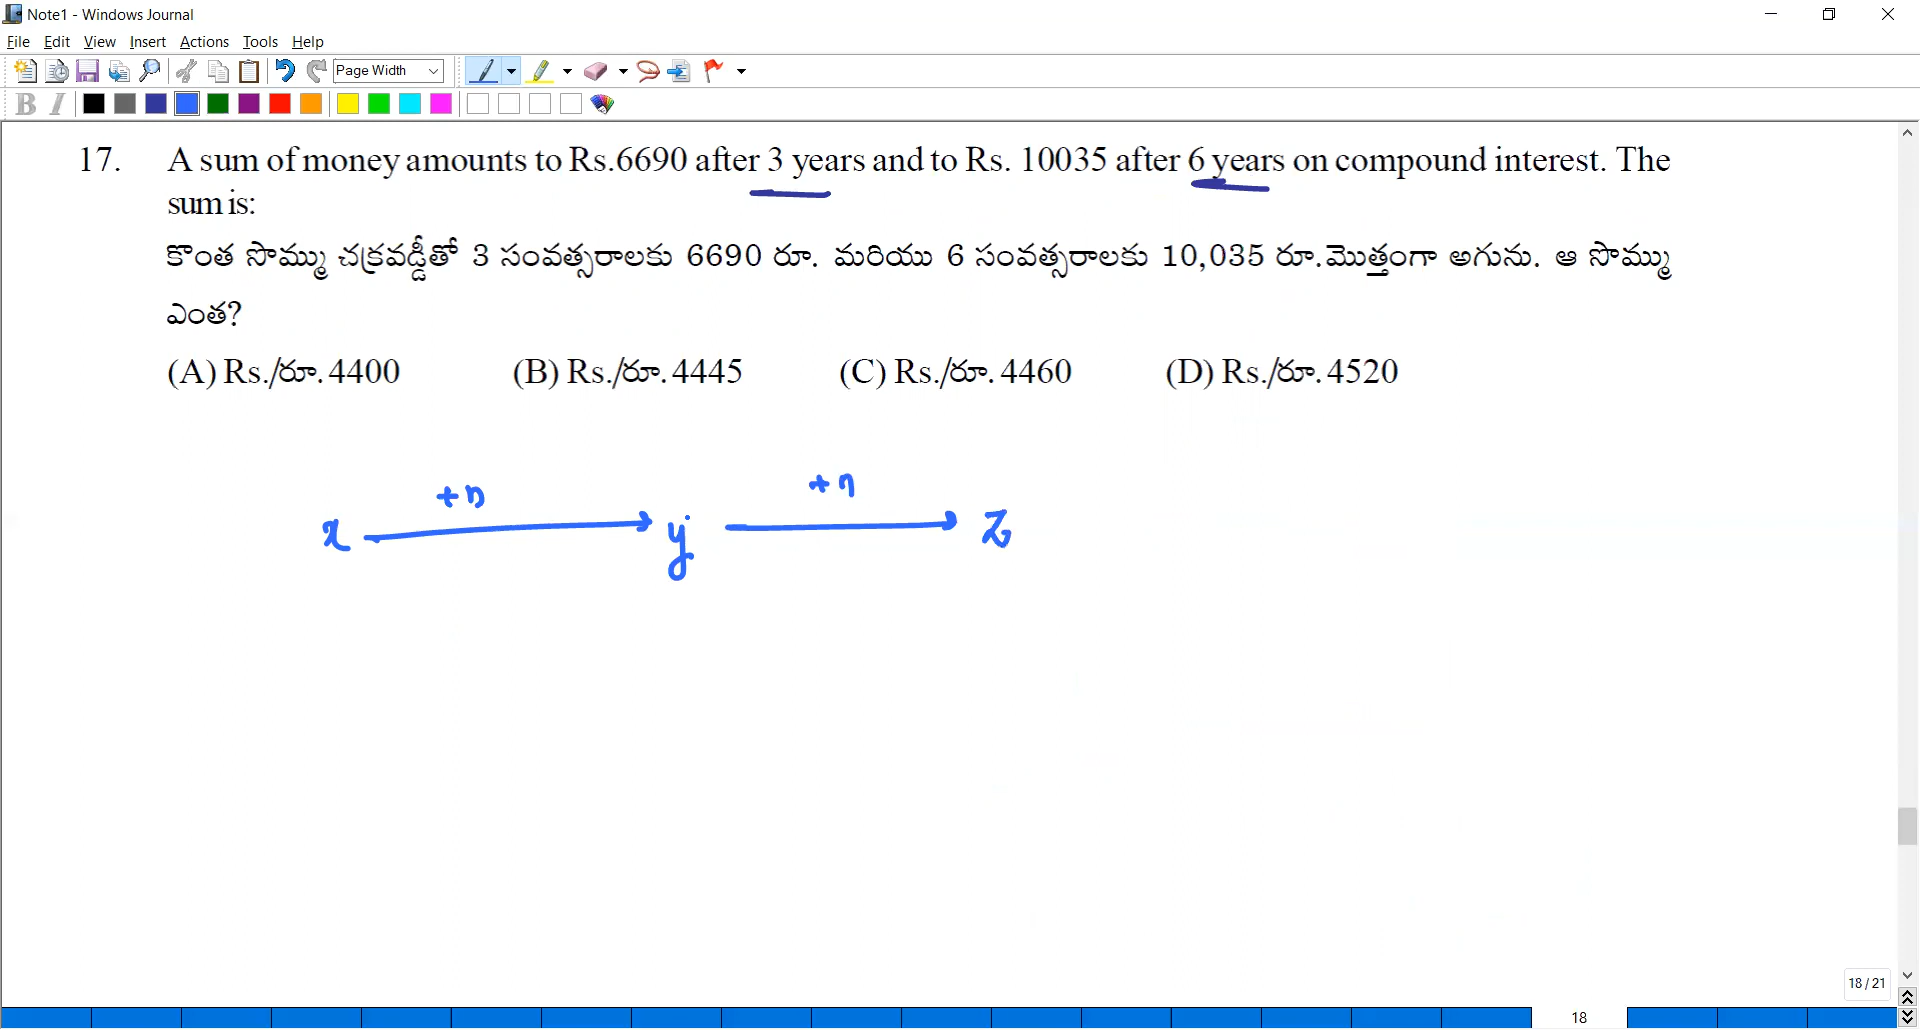 Note1 - Windows Journal
File Edit View Insert Actions Tools Help
Page Width
B I
17. A sum of money amounts to Rs.6690 after 3 years and to Rs. 10035 after 6 years on compound interest. The
sum is:
కొంత సొమ్ము చక్రవడ్డీతో 3 సంవత్సరాలకు 6690 రూ. మరియు 6 సంవత్సరాలకు 10,035 రూ.మొత్తంగా అగును. ఆ సొమ్ము
ఎంత?
(A) Rs./రూ. 4400 (B) Rs./రూ. 4445 (C) Rs./రూ. 4460 (D) Rs./రూ. 4520
+n +n
x y z
18 / 21
18